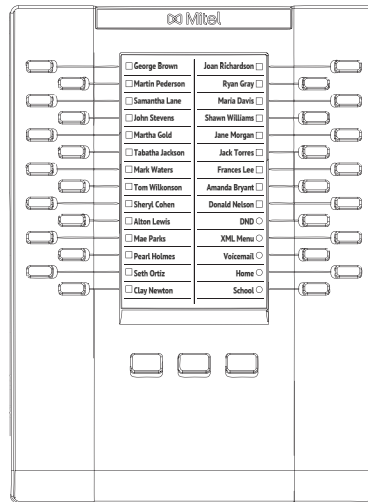 Mitel
George Brown
Martin Pederson
Samantha Lane
John Stevens
Martha Gold
Tabatha Jackson
Mark Waters
Tom Wilkonson
Sheryl Cohen
Alton Lewis
Mae Parks
Pearl Holmes
Seth Ortiz
Clay Newton
Joan Richardson
Ryan Gray
Maria Davis
Shawn Williams
Jane Morgan
Jack Torres
Frances Lee
Amanda Bryant
Donald Nelson
DND
XML Menu
Voicemail
Home
School